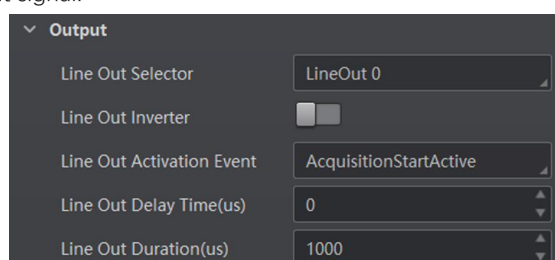 Output
Line Out Selector LineOut 0
Line Out Inverter
Line Out Activation Event AcquisitionStartActive
Line Out Delay Time(us) 0
Line Out Duration(us) 1000